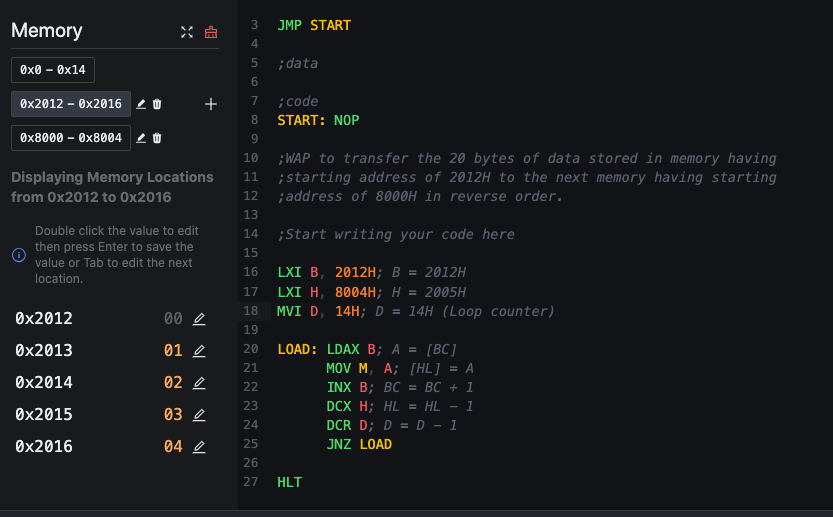 Memory
0x0 – 0x14
0x2012 – 0x2016
0x8000 – 0x8004
Displaying Memory Locations
from 0x2012 to 0x2016
Double click the value to edit
then press Enter to save the
value or Tab to edit the next
location.
0x2012 00
0x2013 01
0x2014 02
0x2015 03
0x2016 04
3 JMP START
4
5 ;data
6
7 ;code
8 START: NOP
9
10 ;WAP to transfer the 20 bytes of data stored in memory having
11 ;starting address of 2012H to the next memory having starting
12 ;address of 8000H in reverse order.
13
14 ;Start writing your code here
15
16 LXI B, 2012H; B = 2012H
17 LXI H, 8004H; H = 2005H
18 MVI D, 14H; D = 14H (Loop counter)
19
20 LOAD: LDAX B; A = [BC]
21 MOV M, A; [HL] = A
22 INX B; BC = BC + 1
23 DCX H; HL = HL - 1
24 DCR D; D = D - 1
25 JNZ LOAD
26
27 HLT